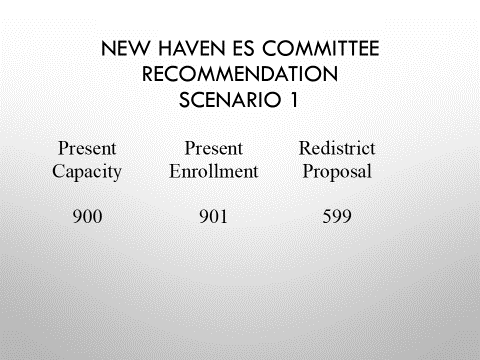 NEW HAVEN ES COMMITTEE
RECOMMENDATION
SCENARIO 1
Present Present Redistrict
Capacity Enrollment Proposal
900 901 599